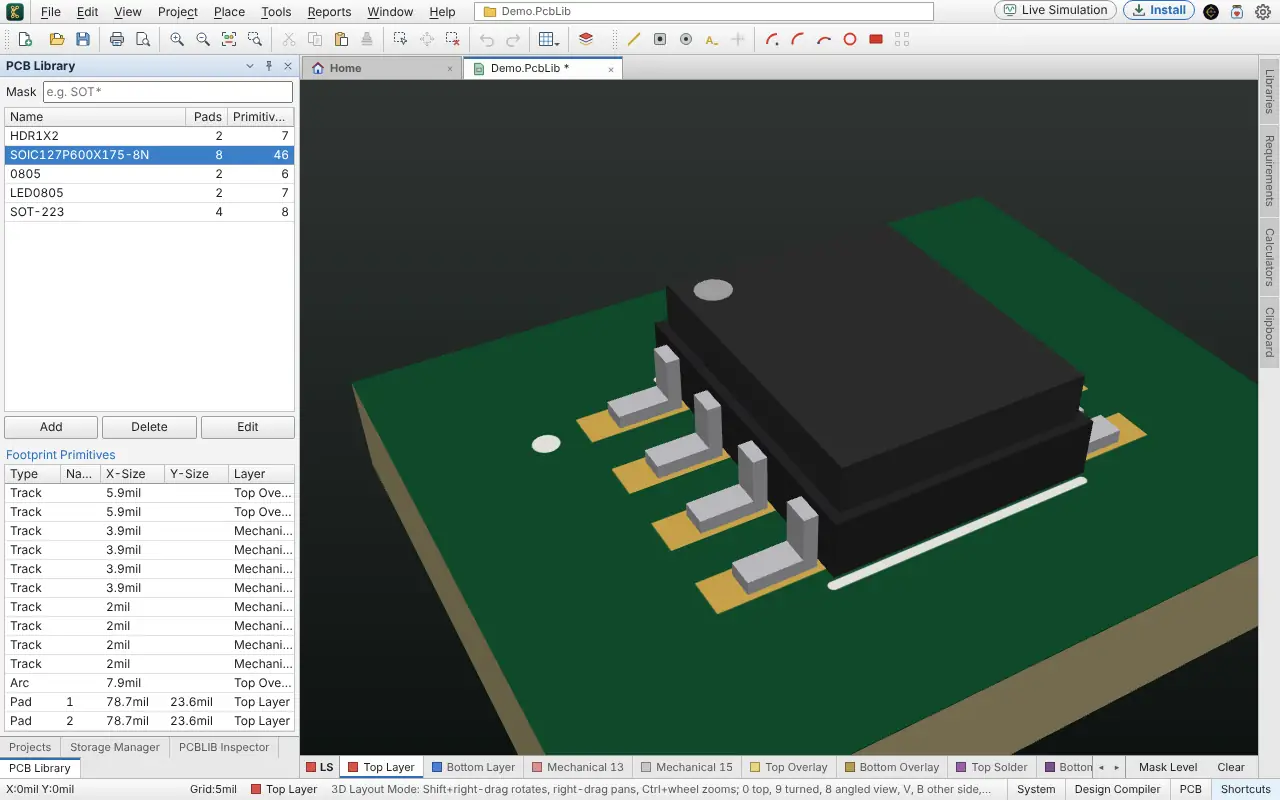 File Edit View Project Place Tools Reports Window Help Demo.PcbLib Live Simulation Install
PCB Library
Home
Demo.PcbLib *
Mask e.g. SOT*
Name Pads Primitiv...
HDR1X2 2 7
SOIC127P600X175-8N 8 46
0805 2 6
LED0805 2 7
SOT-223 4 8
Add Delete Edit
Footprint Primitives
Type Na... X-Size Y-Size Layer
Track 5.9mil Top Ove...
Track 5.9mil Top Ove...
Track 3.9mil Mechani...
Track 3.9mil Mechani...
Track 3.9mil Mechani...
Track 3.9mil Mechani...
Track 2mil Mechani...
Track 2mil Mechani...
Track 2mil Mechani...
Track 2mil Mechani...
Arc 7.9mil Top Ove...
Pad 1 78.7mil 23.6mil Top Layer
Pad 2 78.7mil 23.6mil Top Layer
Projects Storage Manager PCBLIB Inspector
PCB Library
Libraries
Requirements
Calculators
Clipboard
LS Top Layer Bottom Layer Mechanical 13 Mechanical 15 Top Overlay Bottom Overlay Top Solder Botton Mask Level Clear
X:0mil Y:0mil Grid:5mil Top Layer 3D Layout Mode: Shift+right-drag rotates, right-drag pans, Ctrl+wheel zooms; 0 top, 9 turned, 8 angled view, V, B other side,... System Design Compiler PCB Shortcuts